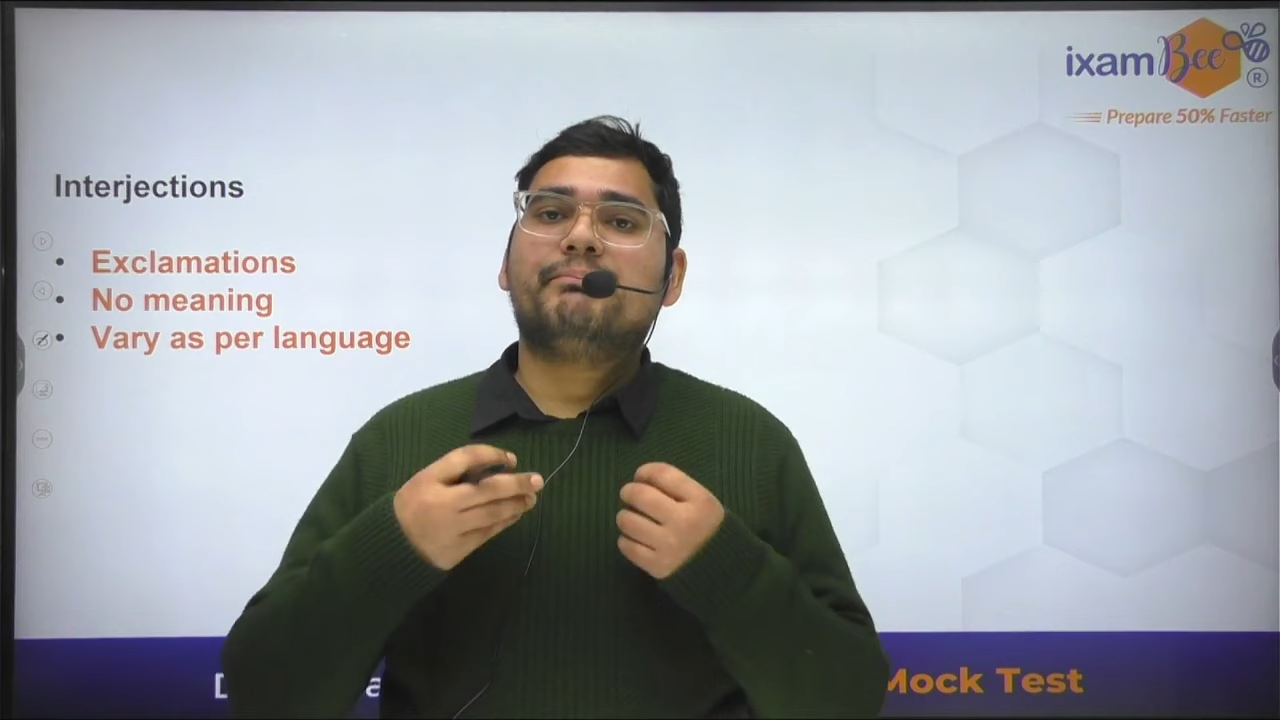 ixamBee
®
Prepare 50% Faster
Interjections
• Exclamations
• No meaning
• Vary as per language
Mock Test